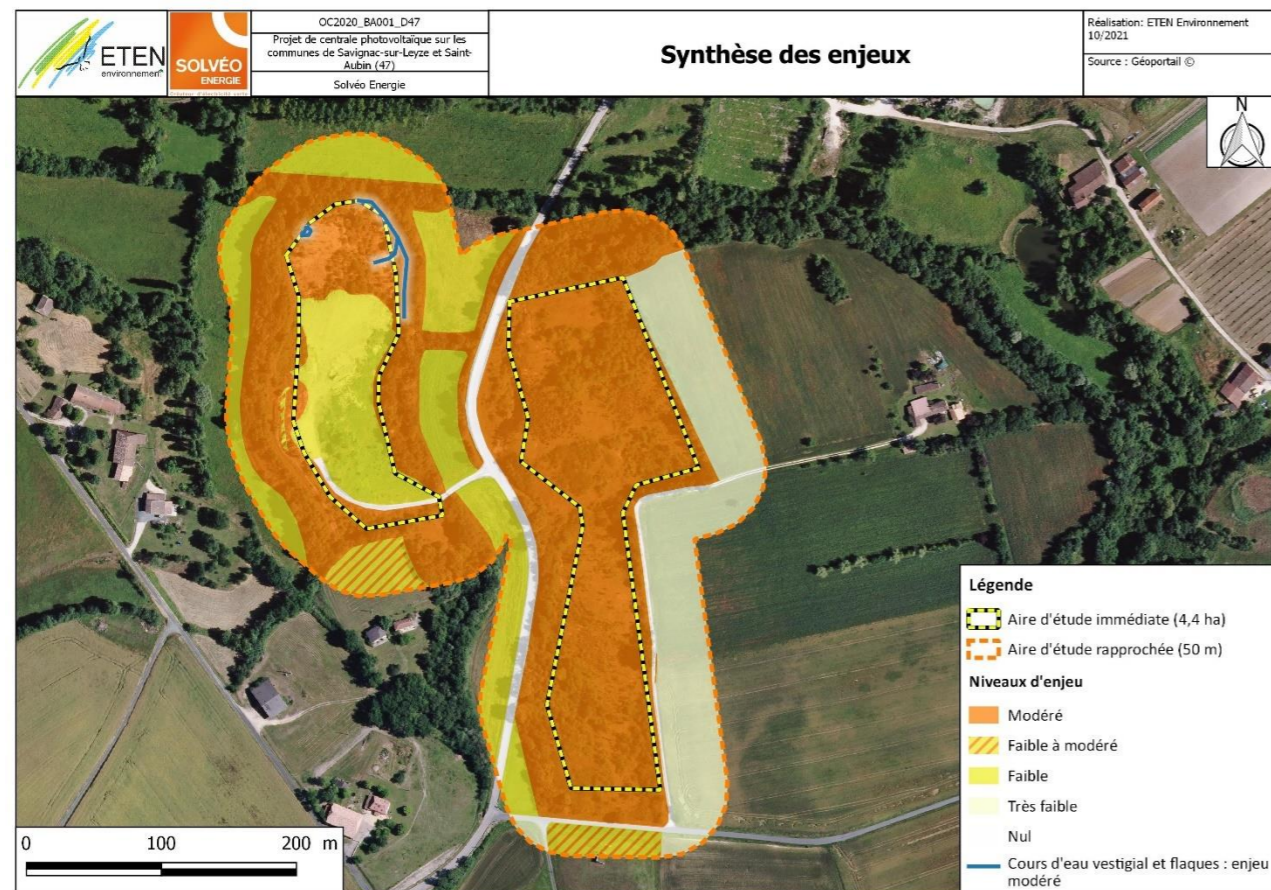 ETEN
environnement
SOLVÉO
ENERGIE
OC2020_BA001_D47
Projet de centrale photovoltaïque sur les
communes de Savignac-sur-Leyze et Saint-
Aubin (47)
Solvéo Energie
Synthèse des enjeux
Réalisation: ETEN Environnement
10/2021
Source : Géoportail ©
N
Légende
Aire d'étude immédiate (4,4 ha)
Aire d'étude rapprochée (50 m)
Niveaux d'enjeu
Modéré
Faible à modéré
Faible
Très faible
Nul
Cours d'eau vestigial et flaques : enjeu
modéré
0 100 200 m